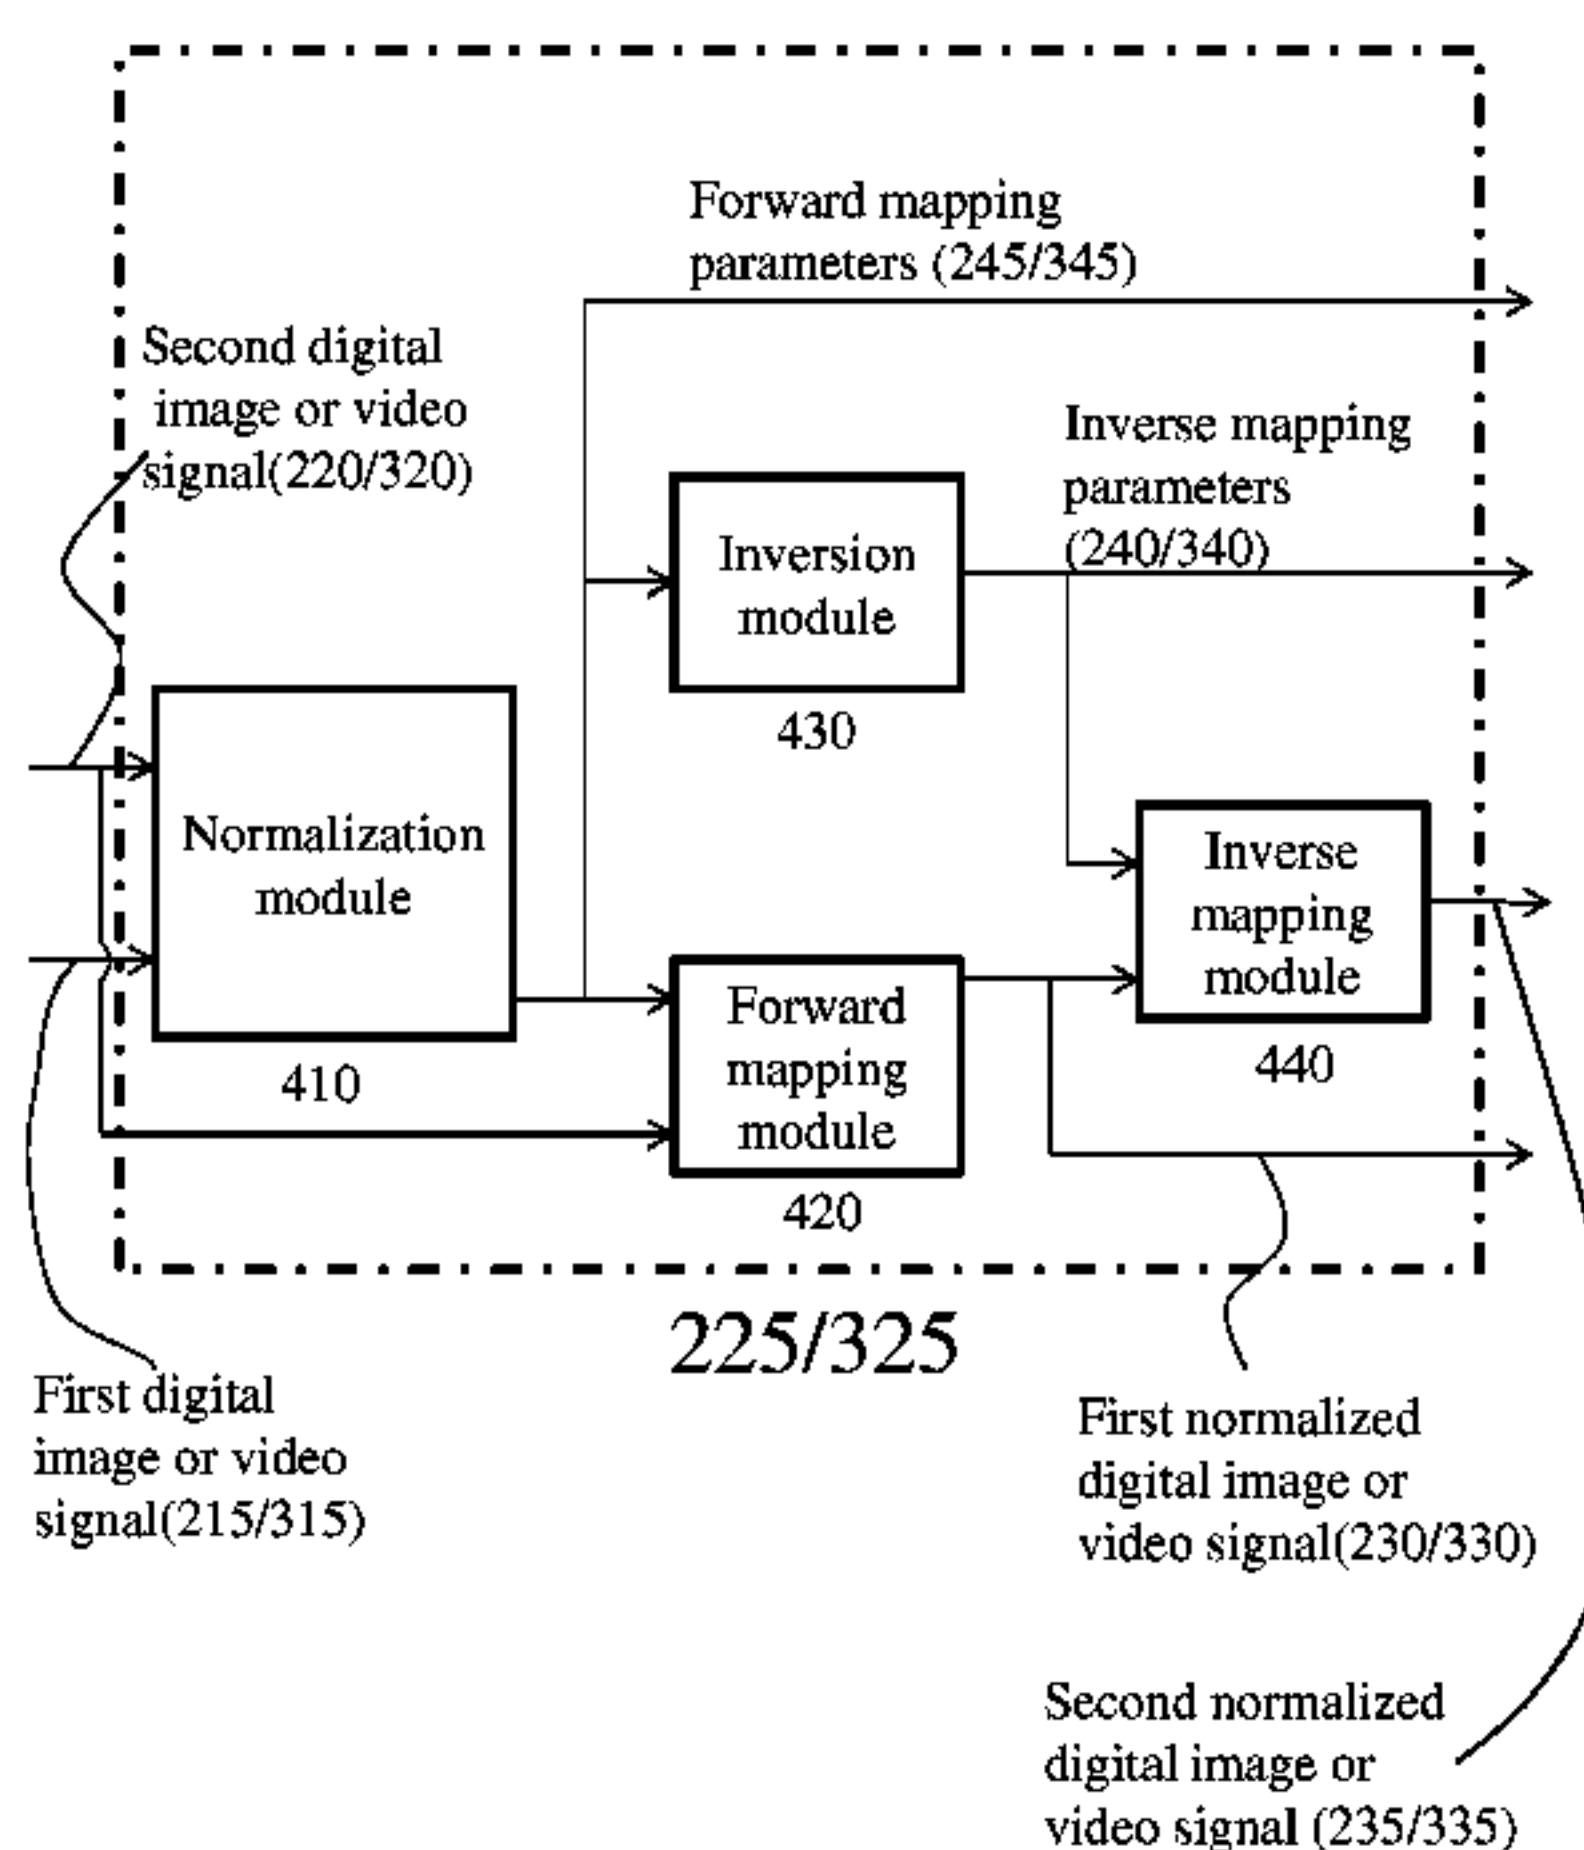 Forward mapping
parameters (245/345)
Second digital
image or video
signal(220/320)
Inverse mapping
parameters
(240/340)
Inversion
module
430
Normalization
module
410
Inverse
mapping
module
440
Forward
mapping
module
420
225/325
First digital
image or video
signal(215/315)
First normalized
digital image or
video signal(230/330)
Second normalized
digital image or
video signal (235/335)